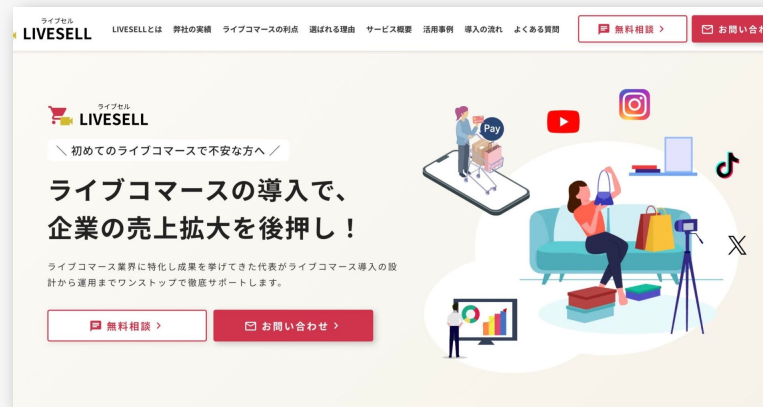 ライブセル
LIVESELL
LIVESELLとは 弊社の実績 ライブコマースの利点 選ばれる理由 サービス概要 活用事例 導入の流れ よくある質問
無料相談
お問い合わ
ライブセル
LIVESELL
＼ 初めてのライブコマースで不安な方へ ／
ライブコマースの導入で、
企業の売上拡大を後押し！
ライブコマース業界に特化し成果を挙げてきた代表がライブコマース導入の設
計から運用までワンストップで徹底サポートします。
無料相談
お問い合わせ
Pay